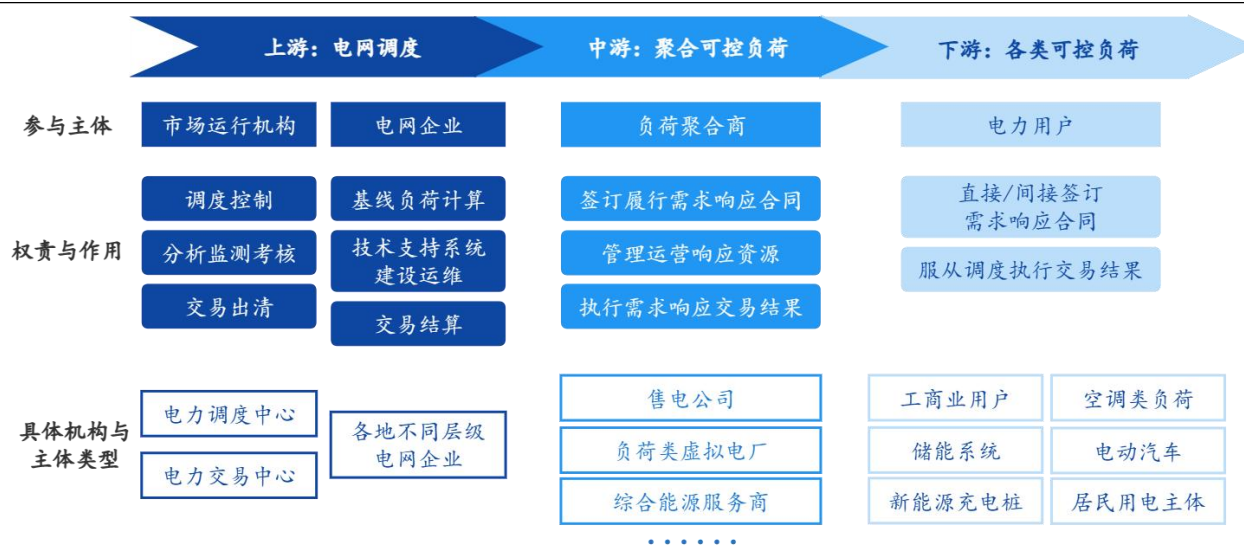 上游：电网调度
中游：聚合可控负荷
下游：各类可控负荷
参与主体
市场运行机构
电网企业
负荷聚合商
电力用户
权责与作用
调度控制
分析监测考核
交易出清
基线负荷计算
技术支持系统
建设运维
交易结算
签订履行需求响应合同
管理运营响应资源
执行需求响应交易结果
直接/间接签订
需求响应合同
服从调度执行交易结果
具体机构与
主体类型
电力调度中心
电力交易中心
各地不同层级
电网企业
售电公司
负荷类虚拟电厂
综合能源服务商
······
工商业用户
空调类负荷
储能系统
电动汽车
新能源充电桩
居民用电主体